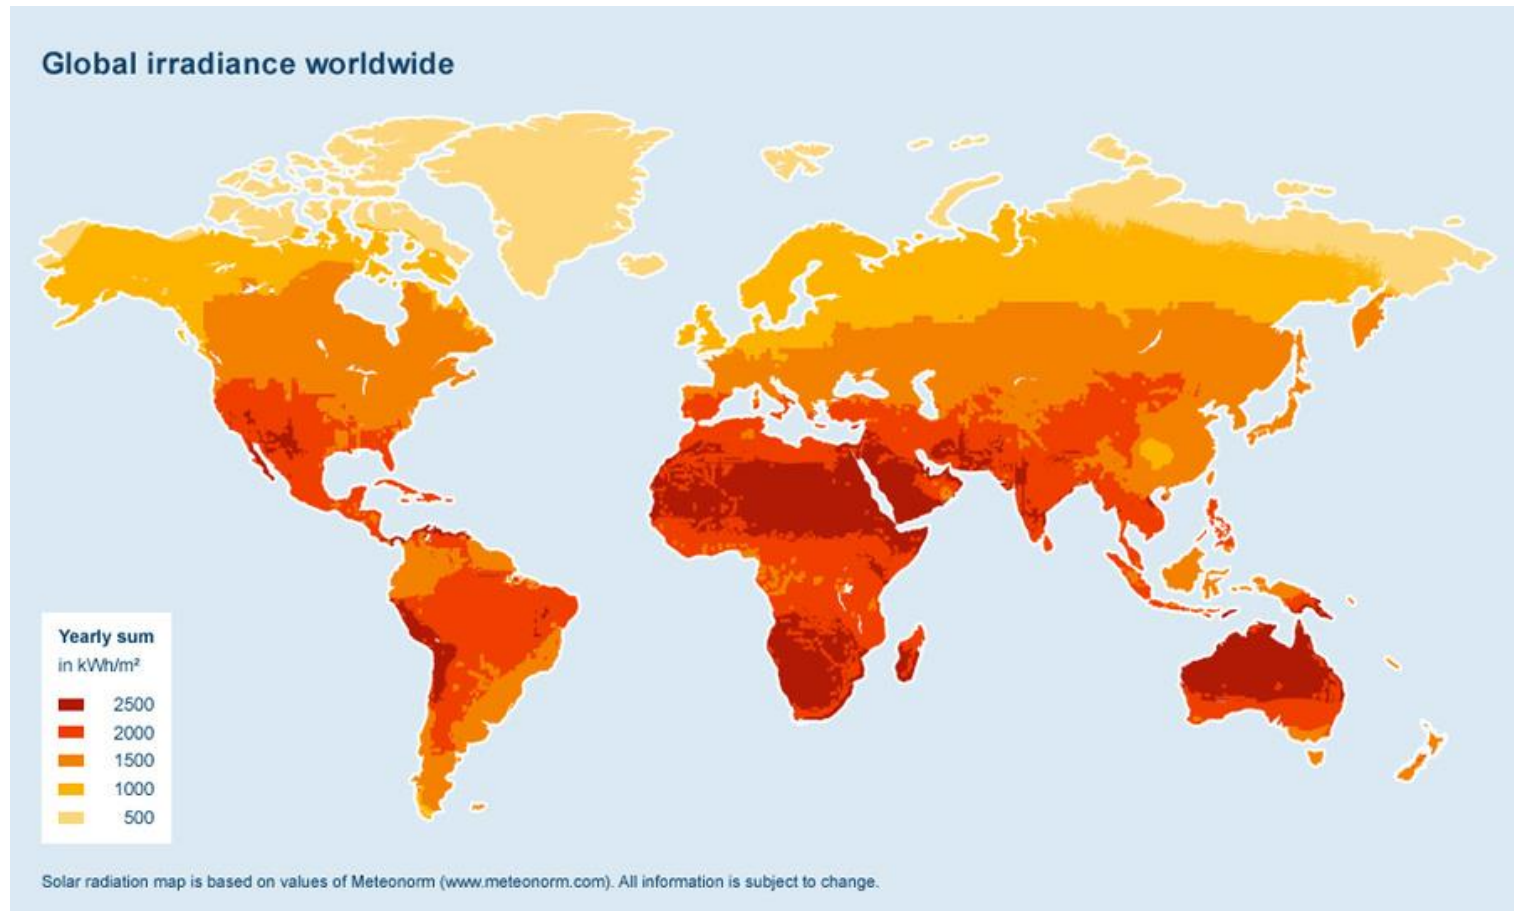 Global irradiance worldwide
Yearly sum
in kWh/m²
2500
2000
1500
1000
500
Solar radiation map is based on values of Meteonorm (www.meteonorm.com). All information is subject to change.